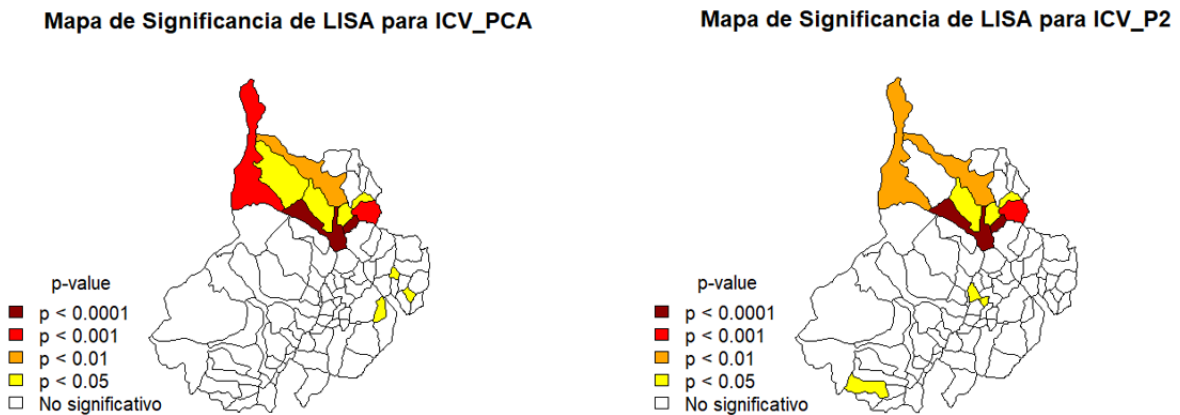 Mapa de Significancia de LISA para ICV_PCA
p-value
p < 0.0001
p < 0.001
p < 0.01
p < 0.05
No significativo
Mapa de Significancia de LISA para ICV_P2
p-value
p < 0.0001
p < 0.001
p < 0.01
p < 0.05
No significativo